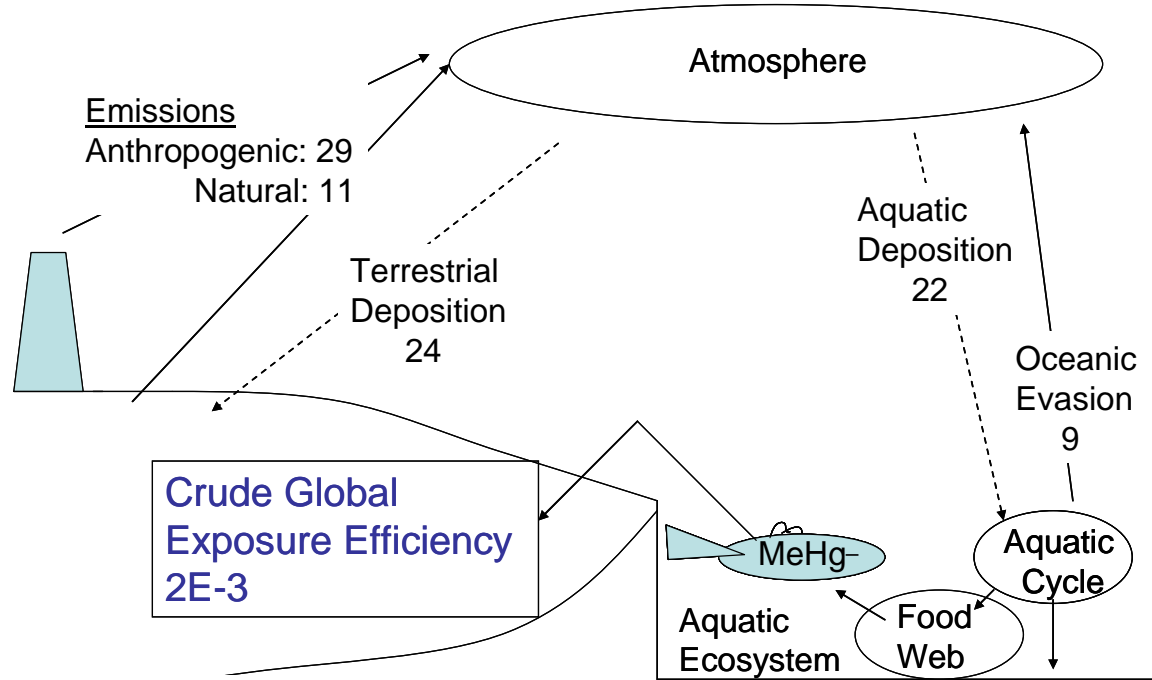 Atmosphere
Emissions
Anthropogenic: 29
Natural: 11
Terrestrial
Deposition
24
Aquatic
Deposition
22
Oceanic
Evasion
9
Crude Global
Exposure Efficiency
2E-3
MeHg–
Aquatic
Cycle
Food
Web
Aquatic
Ecosystem